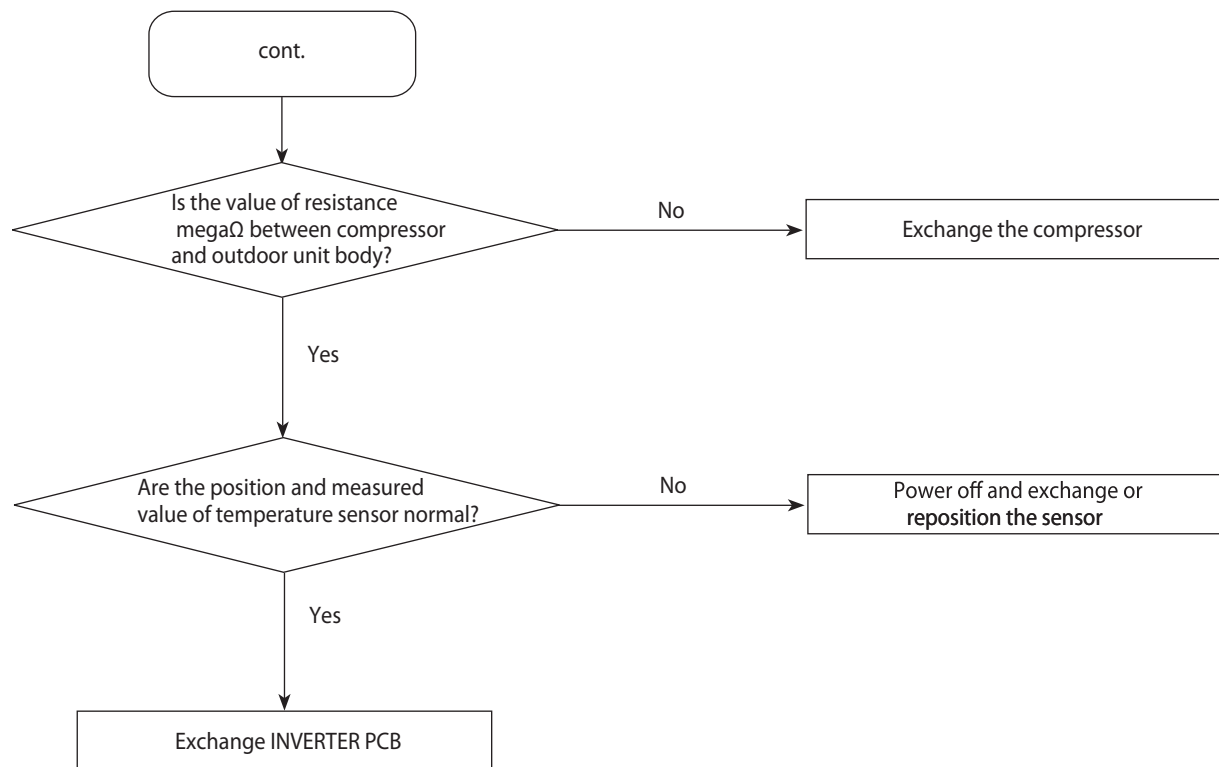 cont.
Is the value of resistance
megaΩ between compressor
and outdoor unit body?
No
Exchange the compressor
Yes
Are the position and measured
value of temperature sensor normal?
No
Power off and exchange or
reposition the sensor
Yes
Exchange INVERTER PCB